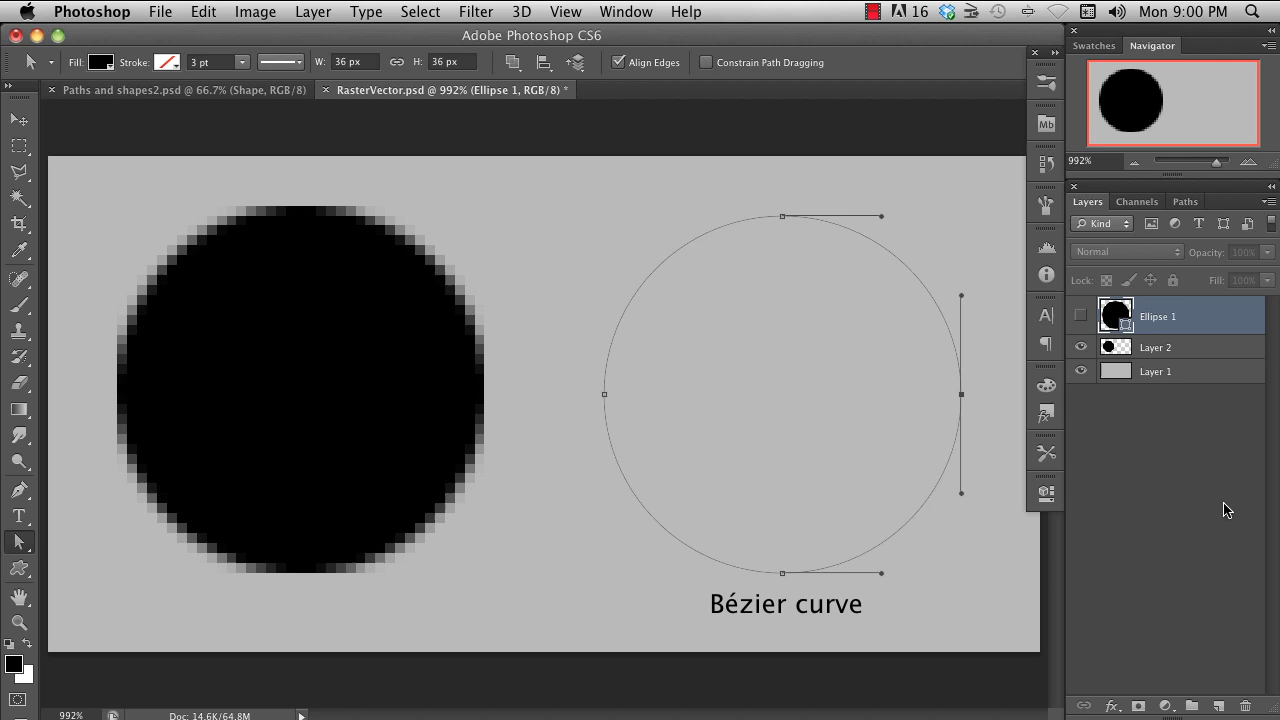 Photoshop File Edit Image Layer Type Select Filter 3D View Window Help 16 Mon 9:00 PM
Adobe Photoshop CS6
Fill: Stroke: 3 pt W: 36 px H: 36 px Align Edges Constrain Path Dragging
Swatches Navigator
Paths and shapes2.psd @ 66.7% (Shape, RGB/8) RasterVector.psd @ 992% (Ellipse 1, RGB/8) *
Mb
992%
Layers Channels Paths
Kind T
Normal Opacity: 100%
Lock: Fill: 100%
A
Ellipse 1
Layer 2
Layer 1
fx
T
Bézier curve
fx
992% Doc: 14.6K/64.8M